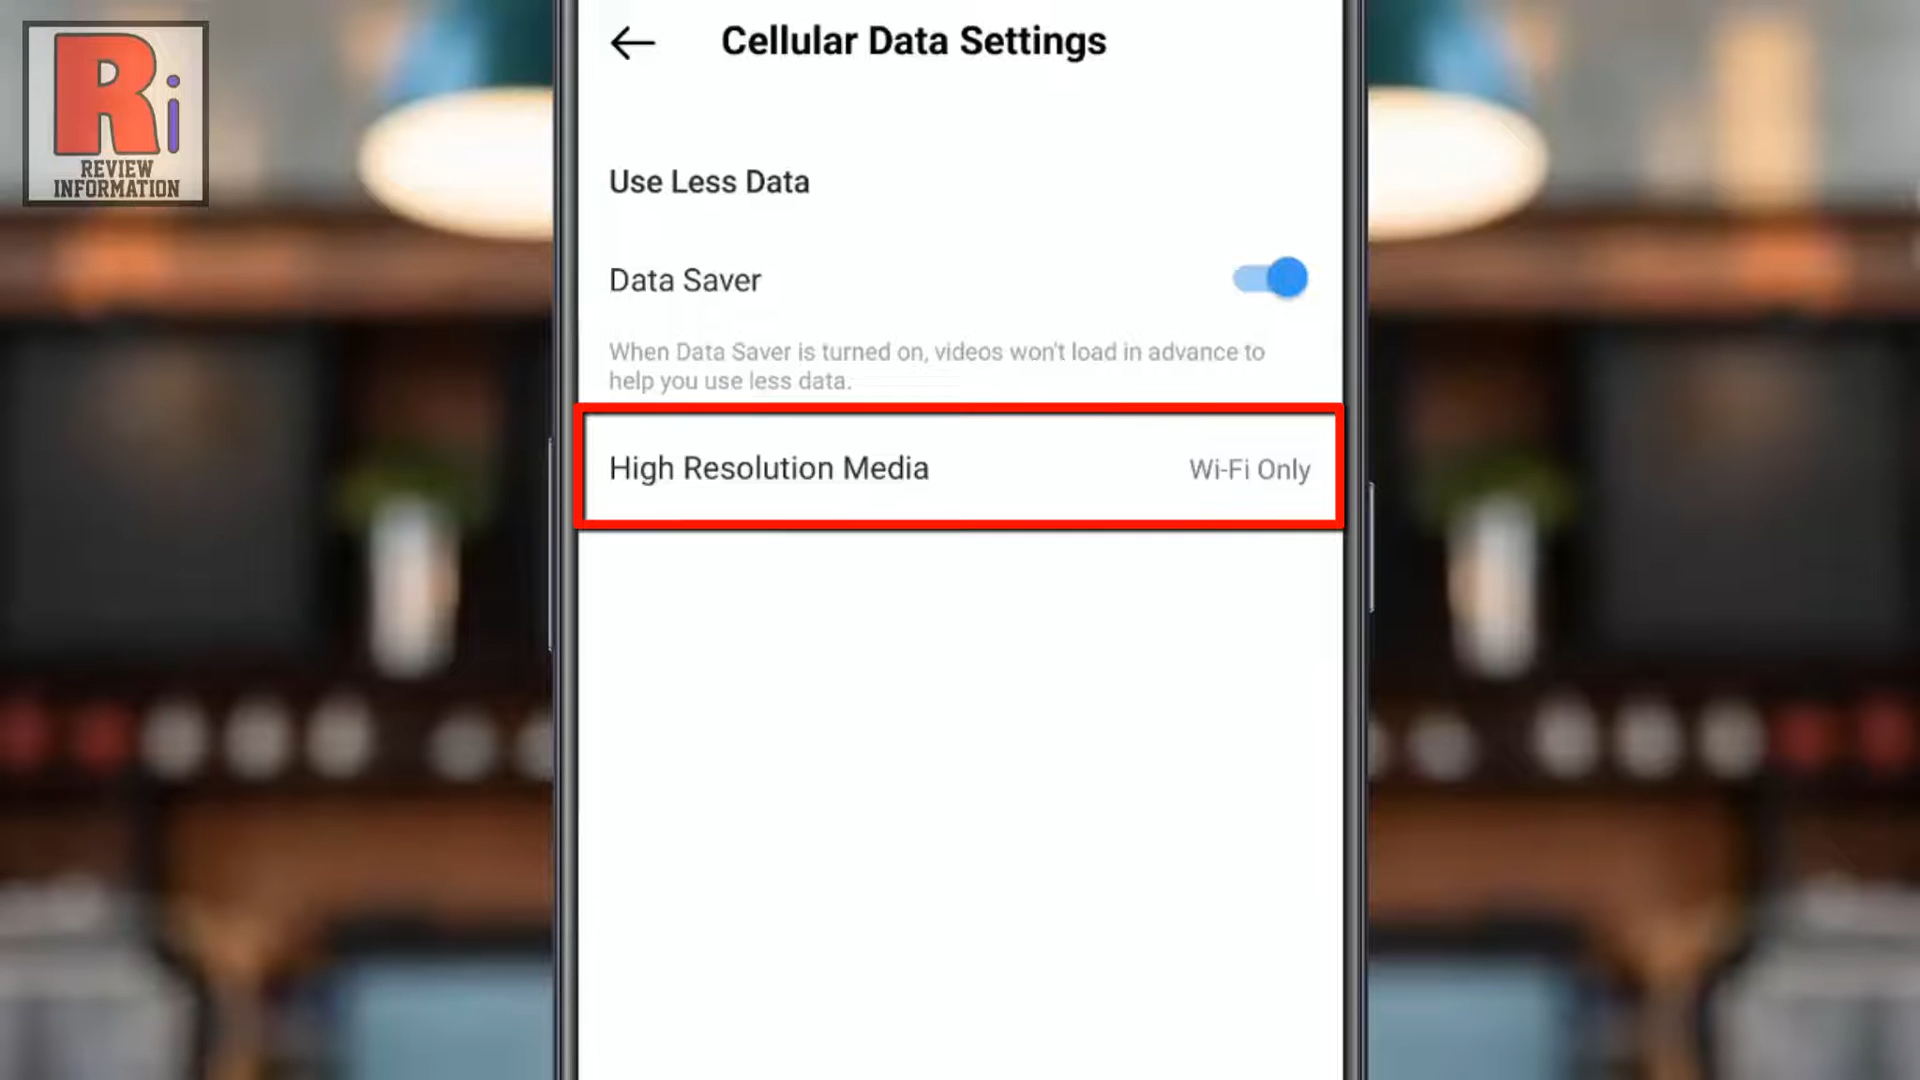 Ri
REVIEW
INFORMATION
Cellular Data Settings
Use Less Data
Data Saver
When Data Saver is turned on, videos won't load in advance to
help you use less data.
High Resolution Media Wi-Fi Only